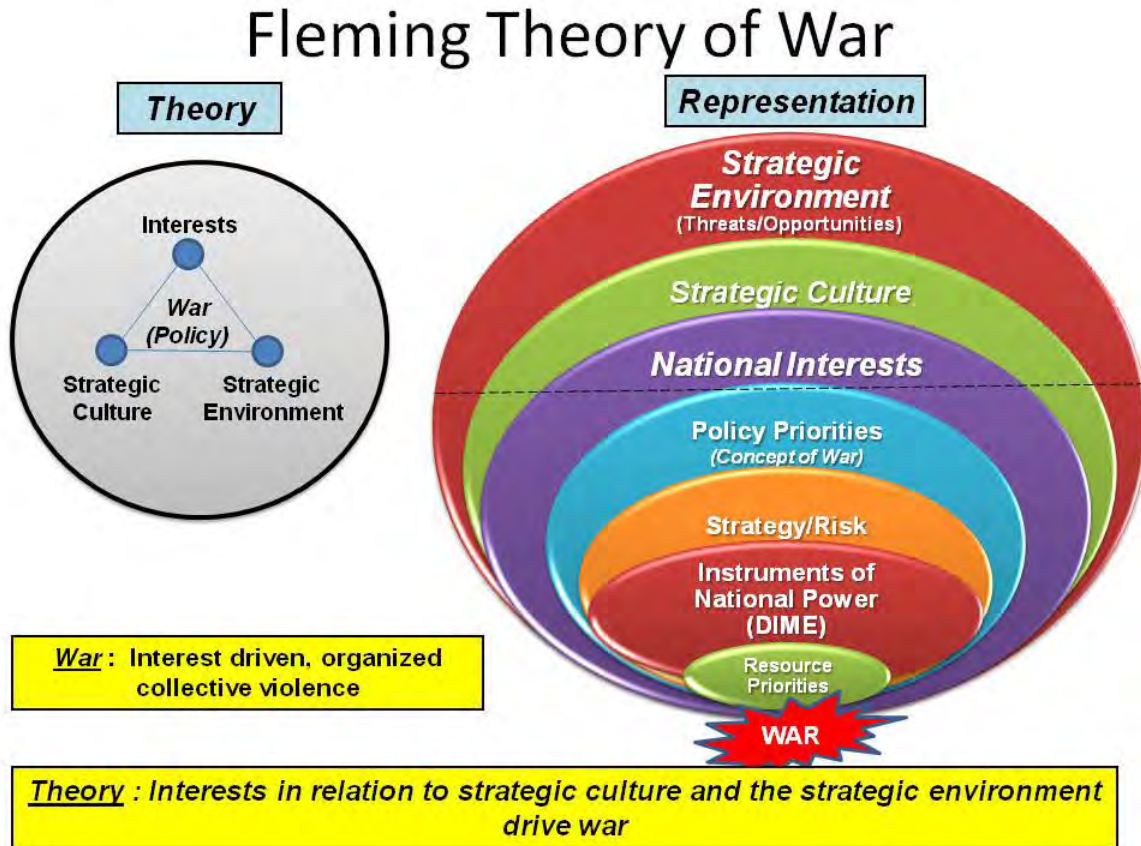 Fleming Theory of War
Theory
Interests
War
(Policy)
Strategic
Culture
Strategic
Environment
War : Interest driven, organized
collective violence
Representation
Strategic
Environment
(Threats/Opportunities)
Strategic Culture
National Interests
Policy Priorities
(Concept of War)
Strategy/Risk
Instruments of
National Power
(DIME)
Resource
Priorities
WAR
Theory : Interests in relation to strategic culture and the strategic environment
drive war